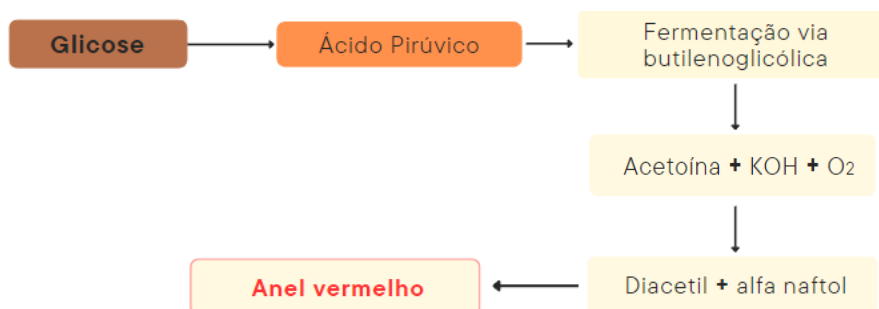 Glicose
Ácido Pirúvico
Fermentação via
butilenoglicólica
Acetoína + KOH + O2
Diacetil + alfa naftol
Anel vermelho